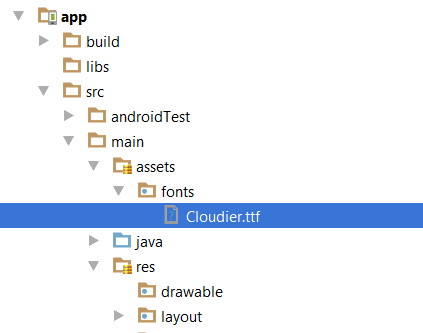 app
build
libs
src
androidTest
main
assets
fonts
Cloudier.ttf
java
res
drawable
layout